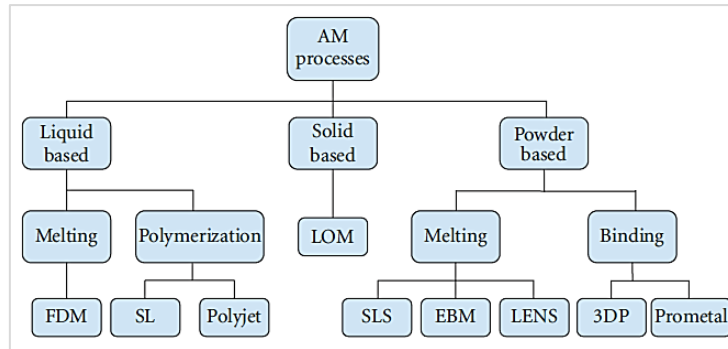 AM
processes
Liquid
based
Solid
based
Powder
based
Melting
Polymerization
LOM
Melting
Binding
FDM
SL
Polyjet
SLS
EBM
LENS
3DP
Prometal